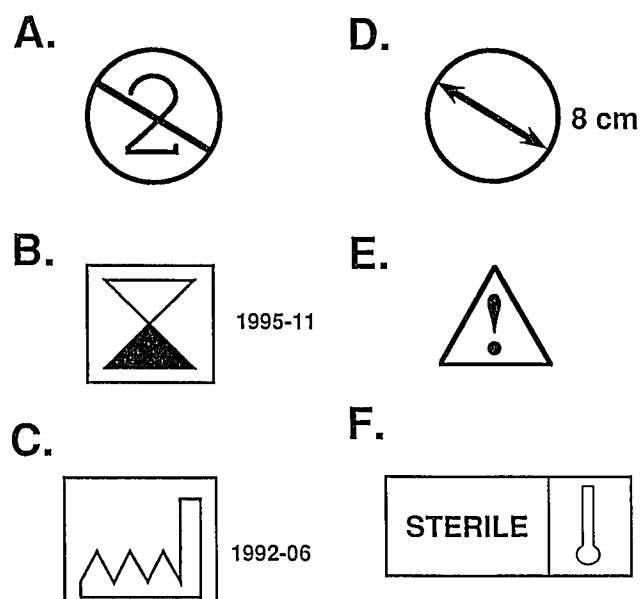 A.
2
D.
8 cm
B.
1995-11
E.
!
C.
1992-06
F.
STERILE